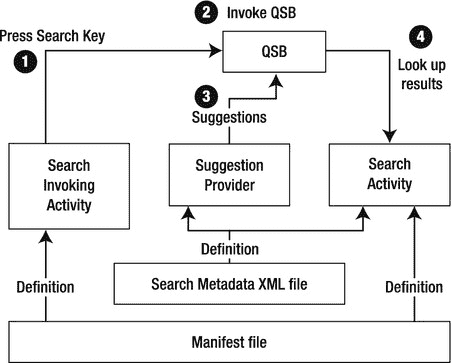 2 Invoke QSB
Press Search Key
1
QSB
4
Look up
results
3
Suggestions
Search
Invoking
Activity
Suggestion
Provider
Search
Activity
Definition
Definition
Definition
Search Metadata XML file
Manifest file